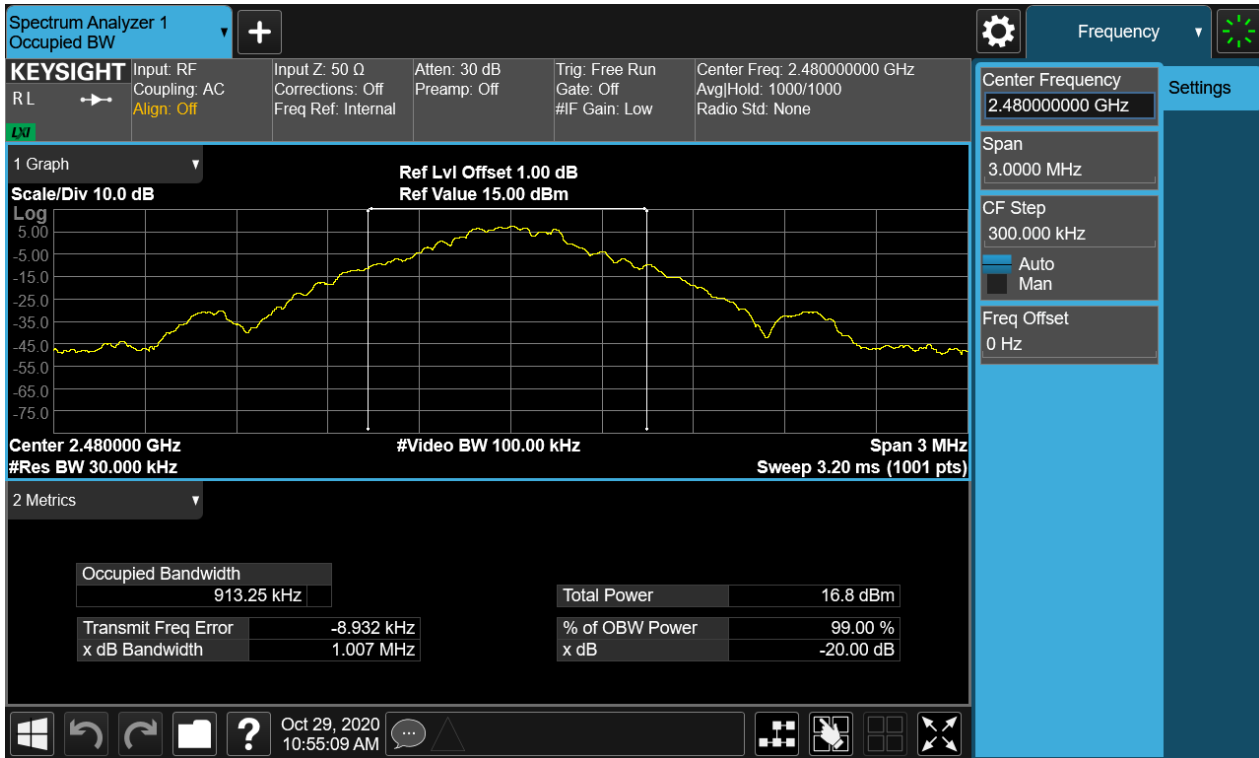 Spectrum Analyzer 1
Occupied BW
Frequency
KEYSIGHT
R L
LXI
Input: RF
Coupling: AC
Align: Off
Input Z: 50 Ω
Corrections: Off
Freq Ref: Internal
Atten: 30 dB
Preamp: Off
Trig: Free Run
Gate: Off
#IF Gain: Low
Center Freq: 2.480000000 GHz
Avg|Hold: 1000/1000
Radio Std: None
Center Frequency
2.480000000 GHz
Settings
Span
3.0000 MHz
CF Step
300.000 kHz
Auto
Man
Freq Offset
0 Hz
1 Graph
Scale/Div 10.0 dB
Ref Lvl Offset 1.00 dB
Ref Value 15.00 dBm
Log
5.00
-5.00
-15.0
-25.0
-35.0
-45.0
-55.0
-65.0
-75.0
Center 2.480000 GHz
#Video BW 100.00 kHz
Span 3 MHz
#Res BW 30.000 kHz
Sweep 3.20 ms (1001 pts)
2 Metrics
Occupied Bandwidth
913.25 kHz
Total Power 16.8 dBm
Transmit Freq Error -8.932 kHz
% of OBW Power 99.00 %
x dB Bandwidth 1.007 MHz
x dB -20.00 dB
?
Oct 29, 2020
10:55:09 AM